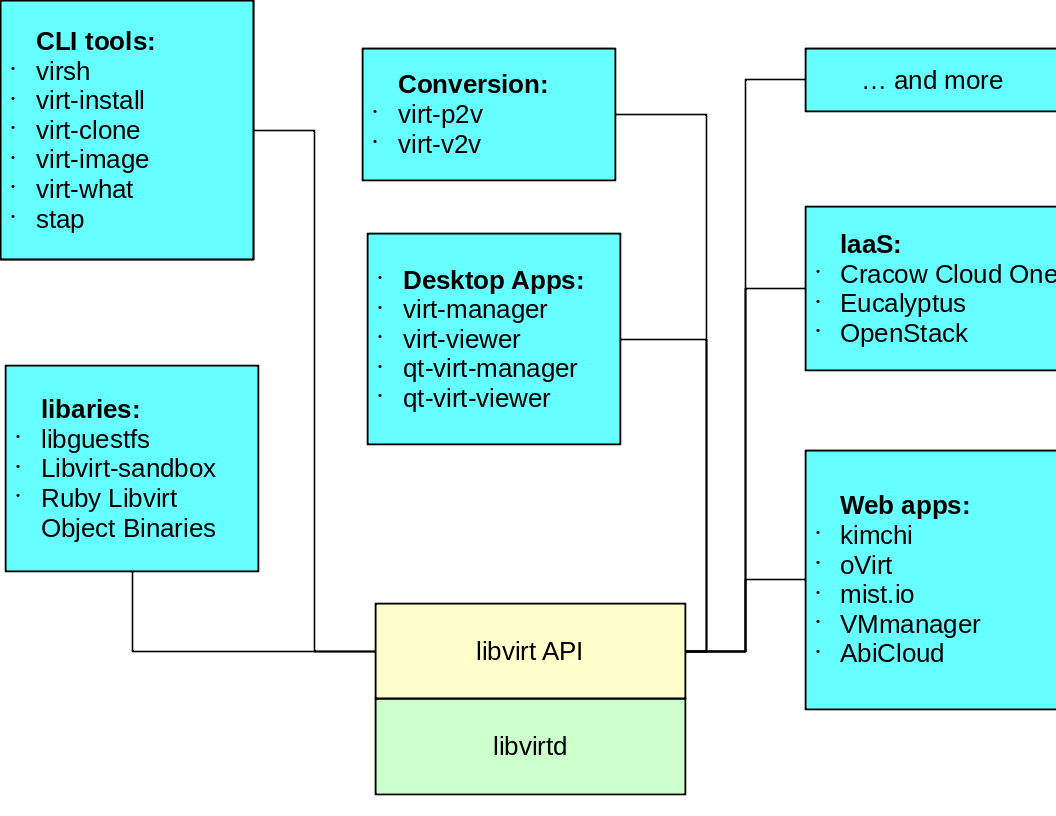 CLI tools:
virsh
virt-install
virt-clone
virt-image
virt-what
stap
Conversion:
virt-p2v
virt-v2v
… and more
Desktop Apps:
virt-manager
virt-viewer
qt-virt-manager
qt-virt-viewer
IaaS:
Cracow Cloud One
Eucalyptus
OpenStack
libaries:
libguestfs
Libvirt-sandbox
Ruby Libvirt
Object Binaries
Web apps:
kimchi
oVirt
mist.io
VMmanager
AbiCloud
libvirt API
libvirtd